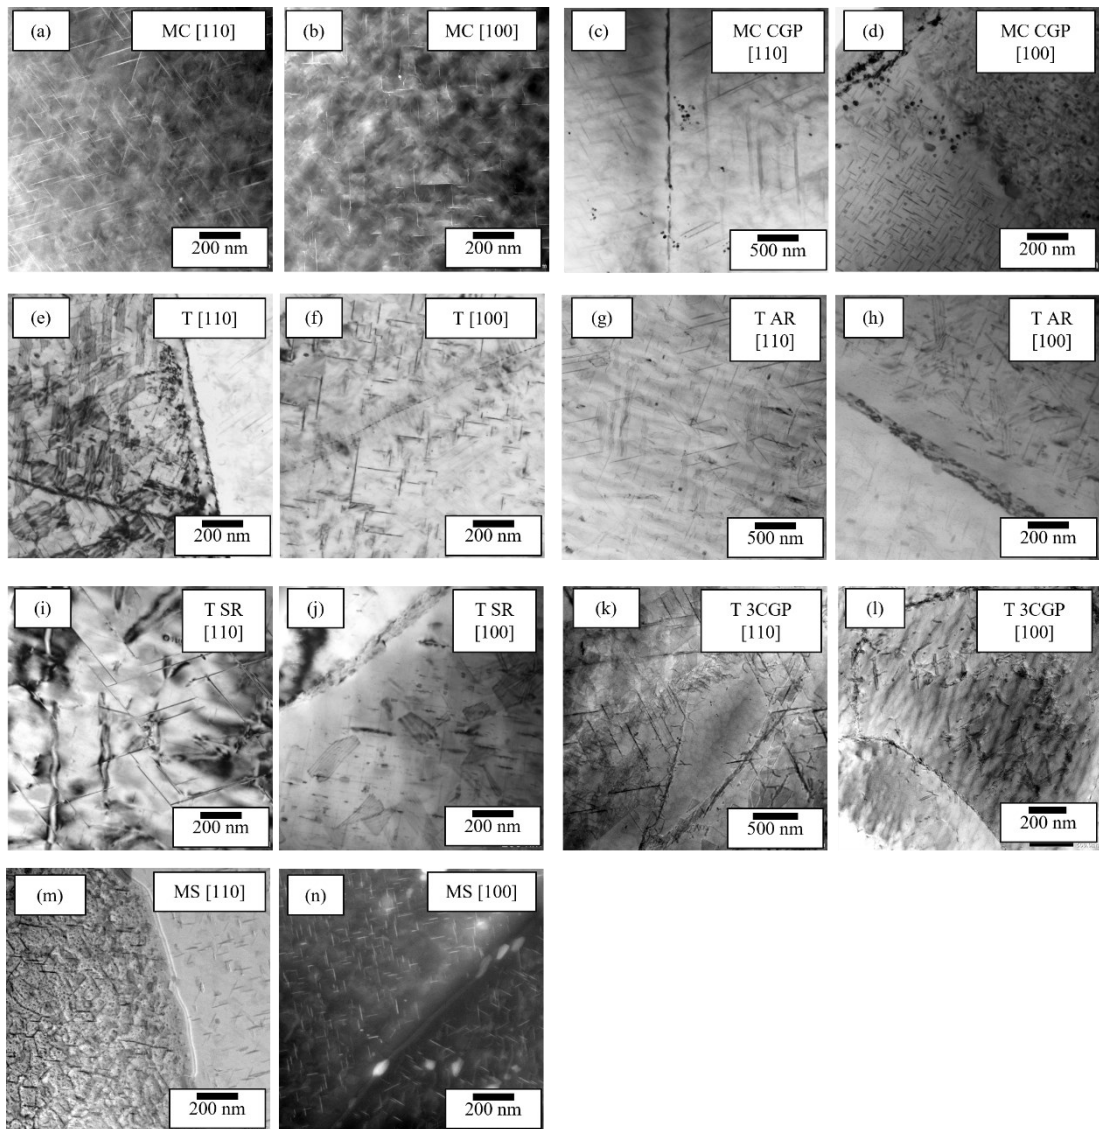 (a) MC [110]
200 nm
(b) MC [100]
200 nm
(c) MC CGP
[110]
500 nm
(d) MC CGP
[100]
200 nm
(e) T [110]
200 nm
(f) T [100]
200 nm
(g) T AR
[110]
500 nm
(h) T AR
[100]
200 nm
(i) T SR
[110]
200 nm
(j) T SR
[100]
200 nm
(k) T 3CGP
[110]
500 nm
(l) T 3CGP
[100]
200 nm
(m) MS [110]
200 nm
(n) MS [100]
200 nm